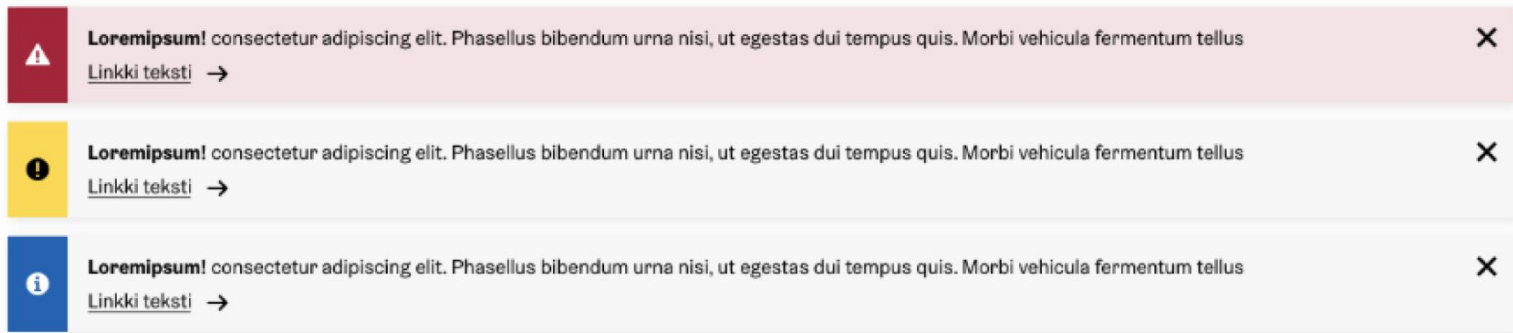 Loremipsum! consectetur adipiscing elit. Phasellus bibendum urna nisi, ut egestas dui tempus quis. Morbi vehicula fermentum tellus
Linkki teksti →
Loremipsum! consectetur adipiscing elit. Phasellus bibendum urna nisi, ut egestas dui tempus quis. Morbi vehicula fermentum tellus
Linkki teksti →
Loremipsum! consectetur adipiscing elit. Phasellus bibendum urna nisi, ut egestas dui tempus quis. Morbi vehicula fermentum tellus
Linkki teksti →